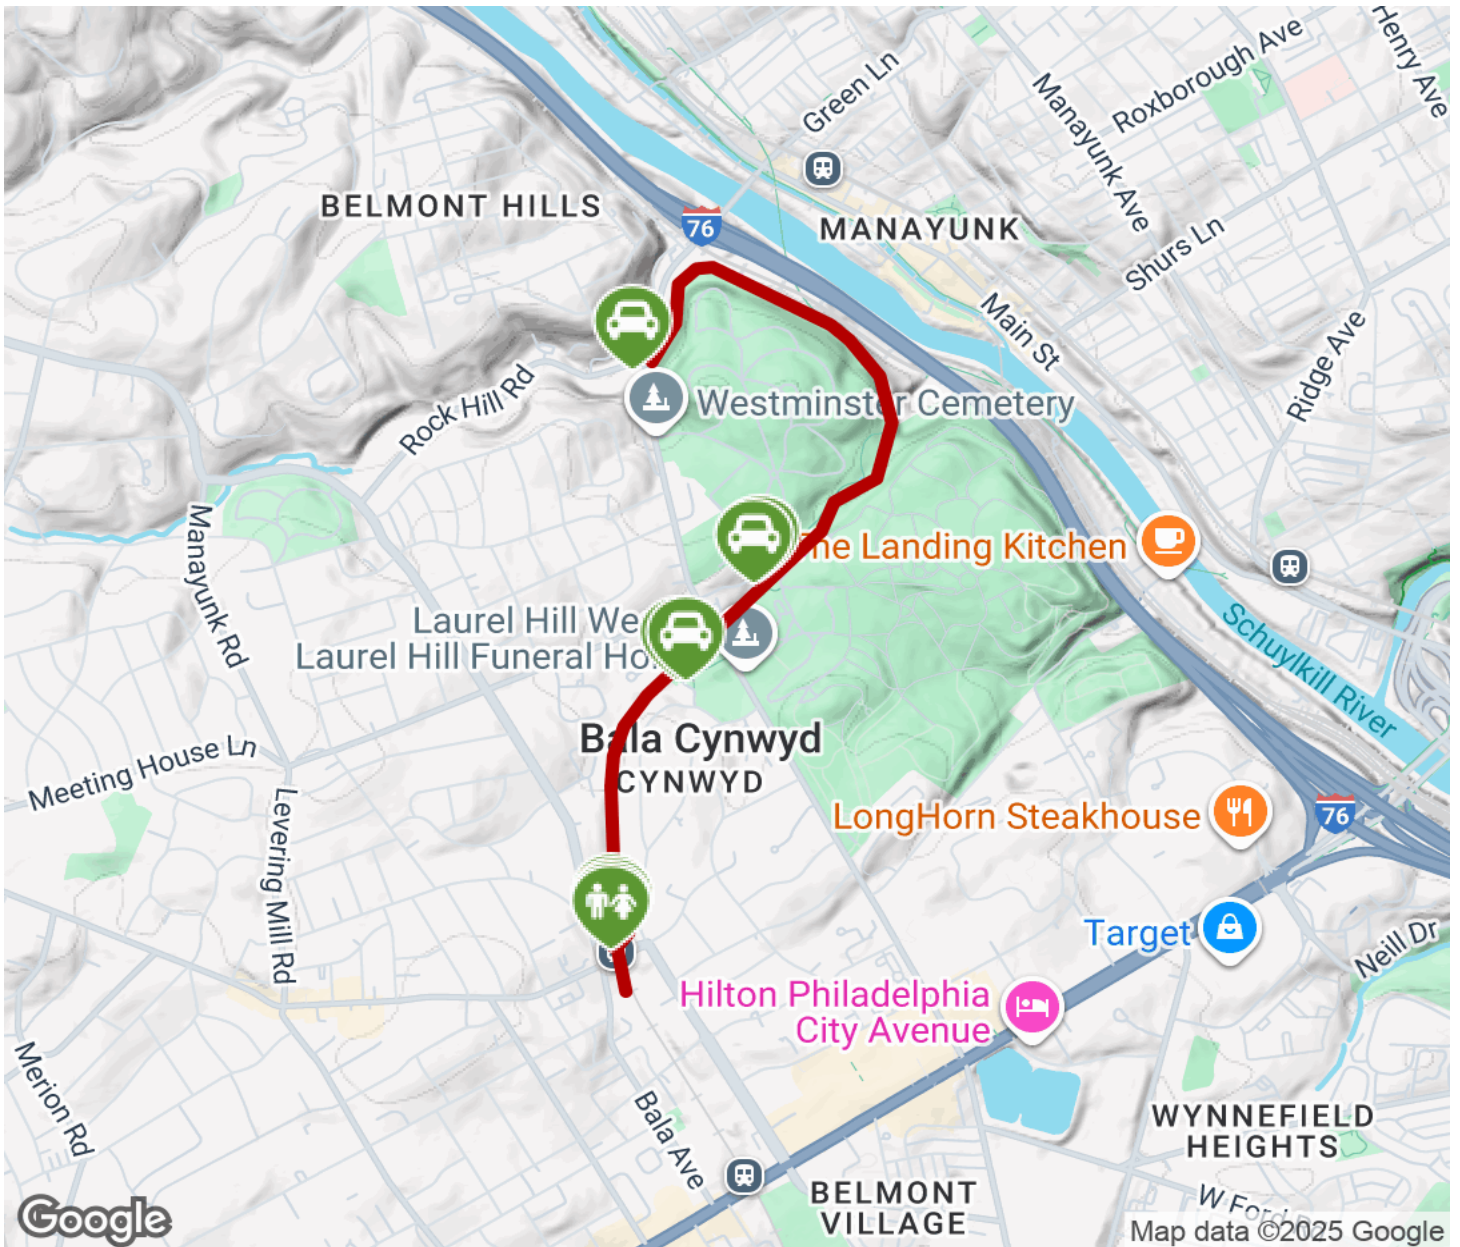 Henry Ave
Roxborough Ave
Green Ln
Manayunk Ave
BELMONT HILLS
76
MANAYUNK
Shurs Ln
Main St
Ridge Ave
Rock Hill Rd
Westminster Cemetery
The Landing Kitchen
Manayunk Rd
Laurel Hill We
Laurel Hill Funeral Ho
Schuylkill River
Bala Cynwyd
CYNWYD
Meeting House Ln
Levering Mill Rd
LongHorn Steakhouse
76
Target
Neill Dr
Hilton Philadelphia
City Avenue
Merion Rd
Bala Ave
WYNNEFIELD
HEIGHTS
BELMONT
VILLAGE
W Ford
Google
Map data ©2025 Google